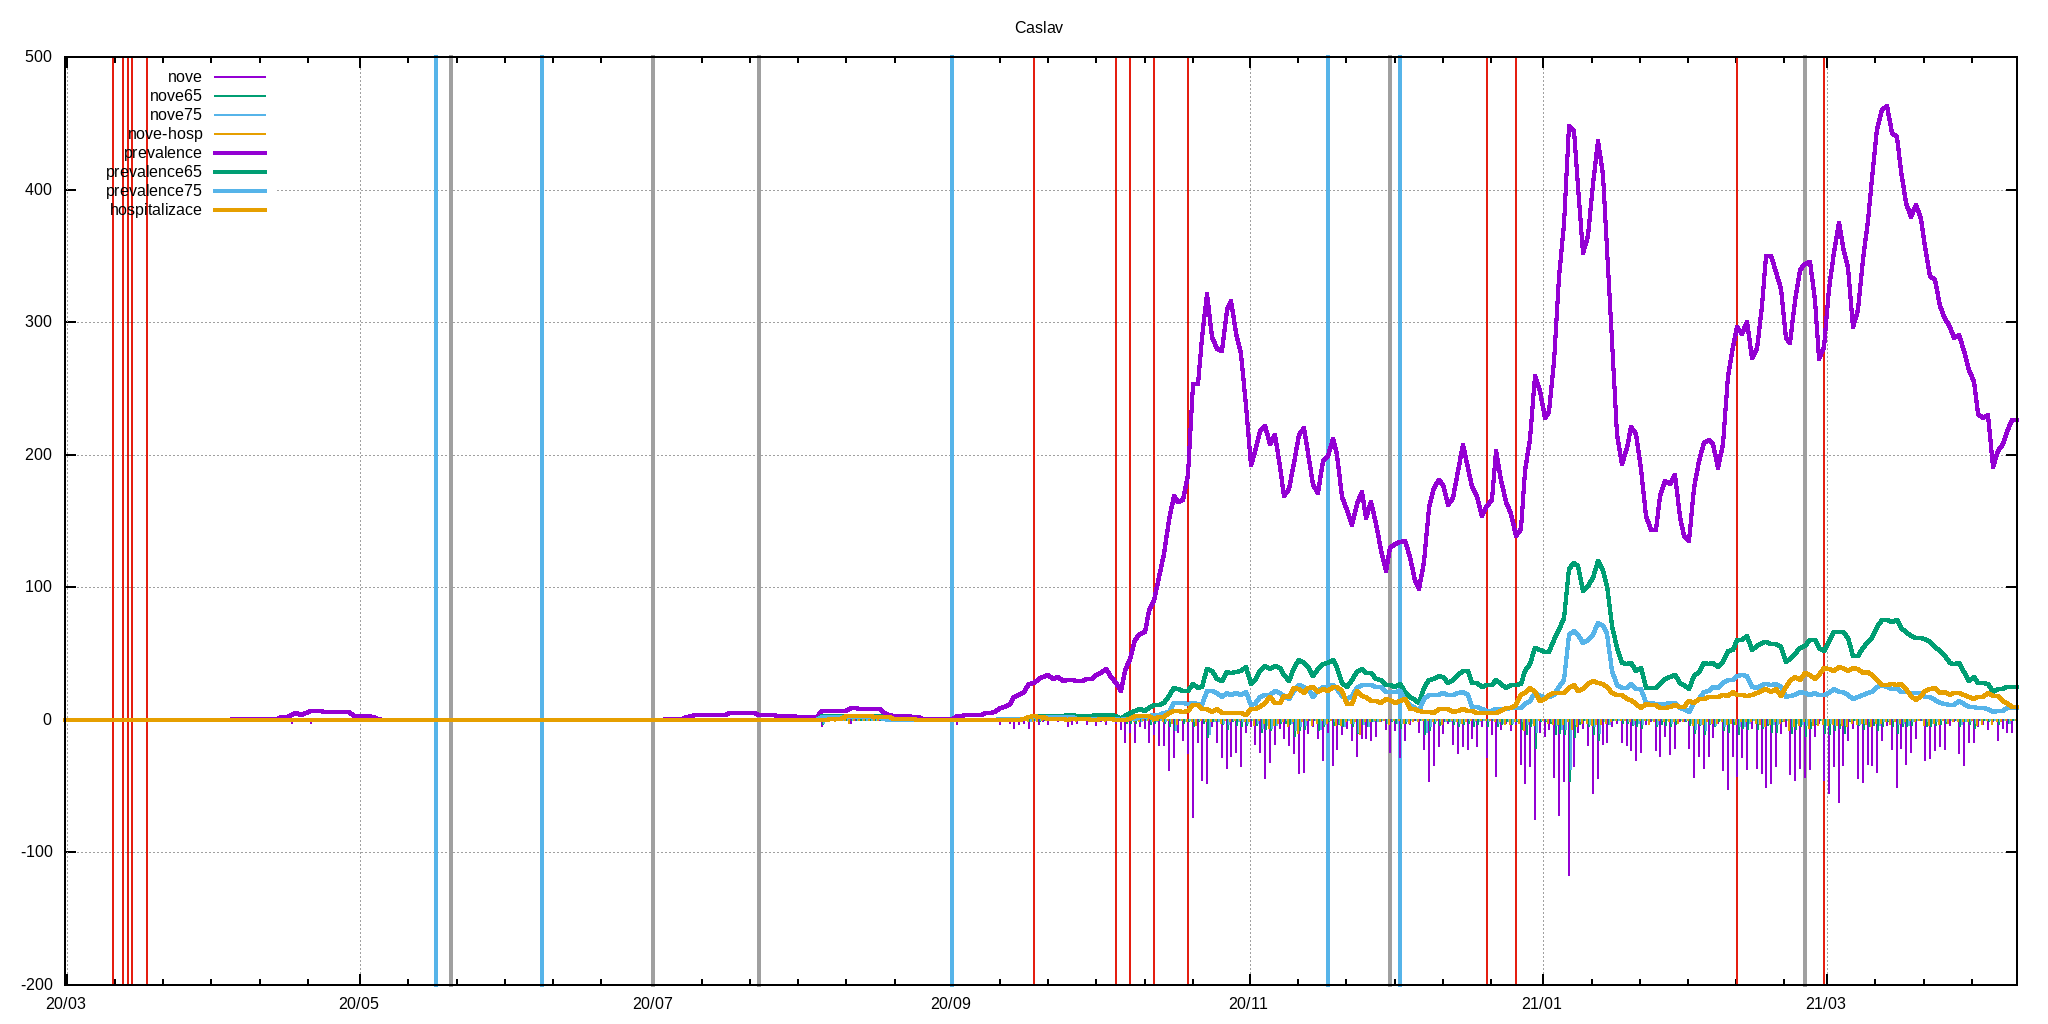 Caslav
500
nove
nove65
nove75
nove-hosp
prevalence
prevalence65
prevalence75
hospitalizace
400
300
200
100
0
-100
-200
20/03 20/05 20/07 20/09 20/11 21/01 21/03